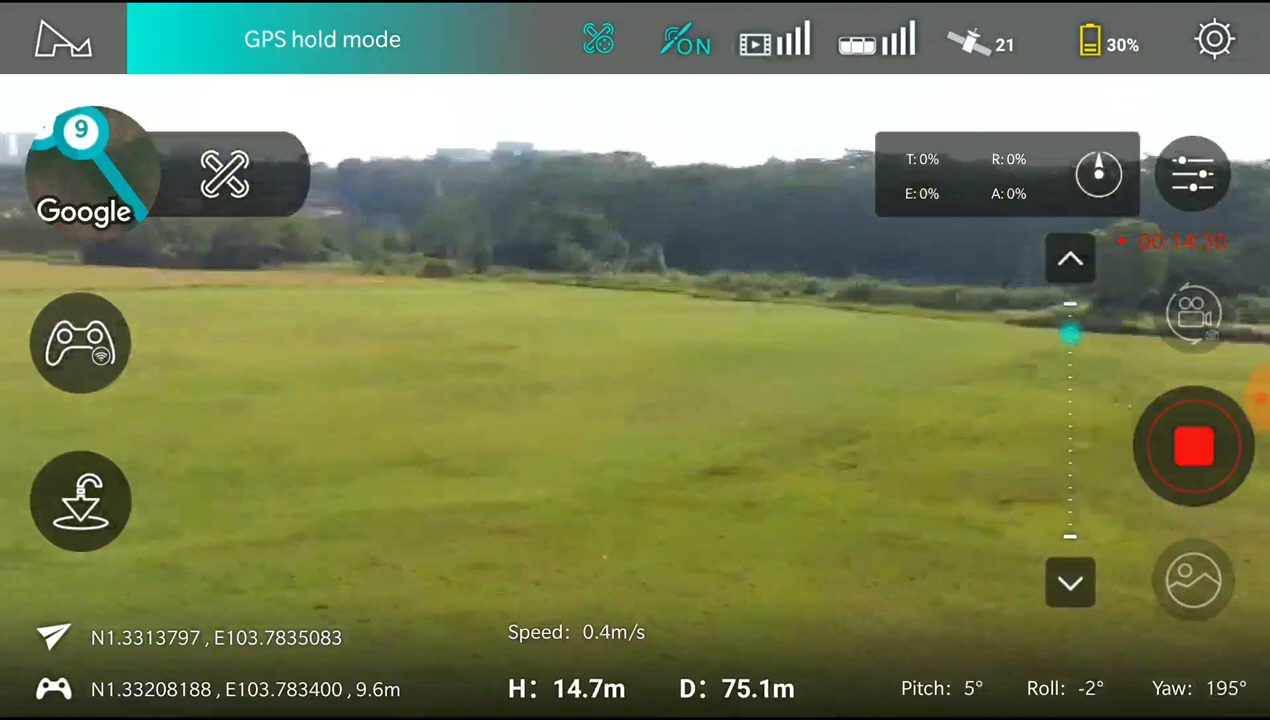 GPS hold mode
ON
21
30%
9
Google
T: 0%
R: 0%
E: 0%
A: 0%
00:14:30
N1.3313797 , E103.7835083
Speed: 0.4m/s
N1.33208188 , E103.783400 , 9.6m
H: 14.7m
D: 75.1m
Pitch: 5°
Roll: -2°
Yaw: 195°